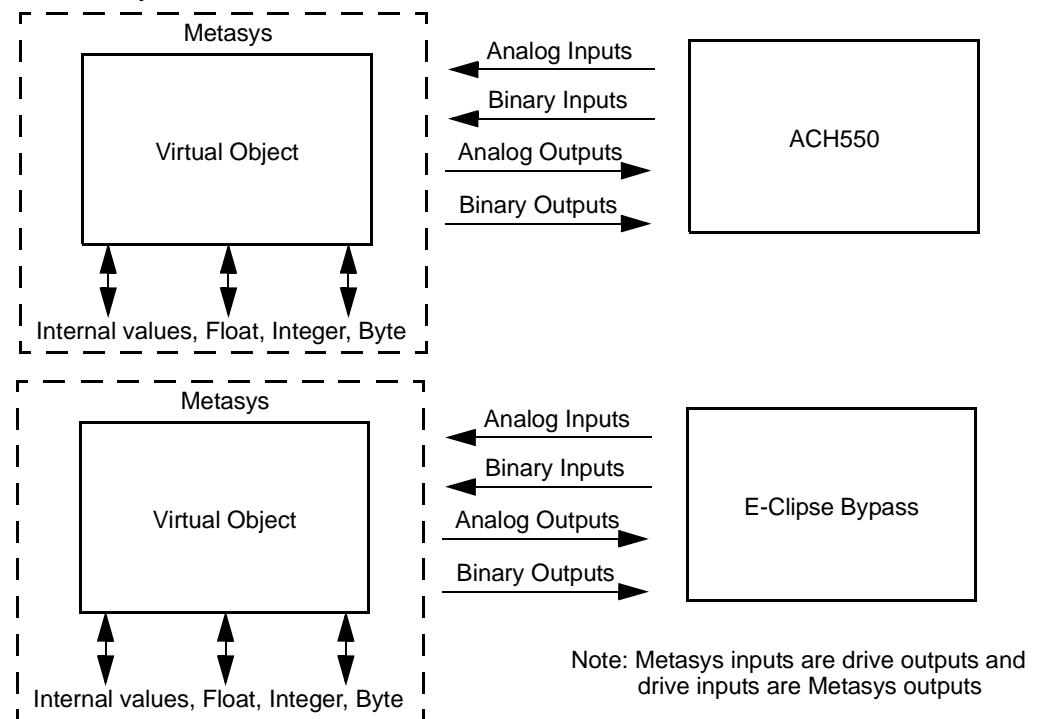 Metasys
Virtual Object
Analog Inputs
Binary Inputs
Analog Outputs
Binary Outputs
ACH550
Internal values, Float, Integer, Byte
Metasys
Virtual Object
Analog Inputs
Binary Inputs
Analog Outputs
Binary Outputs
E-Clipse Bypass
Internal values, Float, Integer, Byte
Note: Metasys inputs are drive outputs and
drive inputs are Metasys outputs